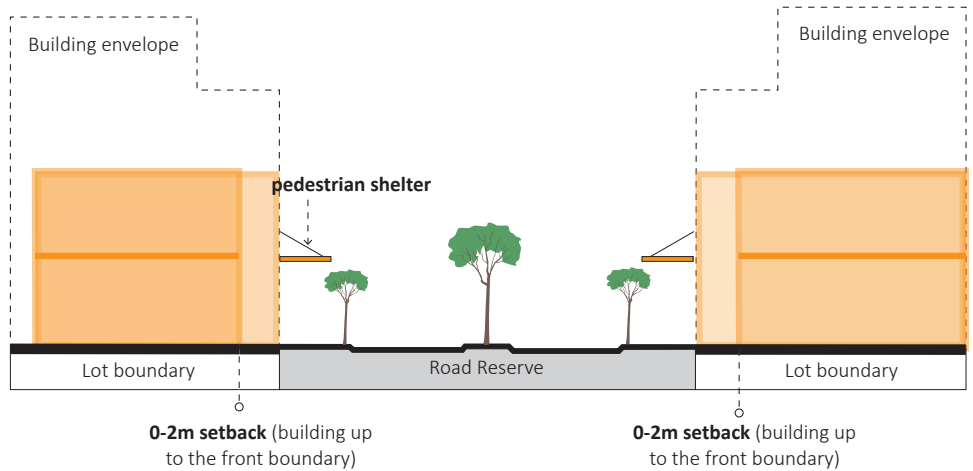 Building envelope
Building envelope
pedestrian shelter
Lot boundary
Road Reserve
Lot boundary
0-2m setback (building up
to the front boundary)
0-2m setback (building up
to the front boundary)